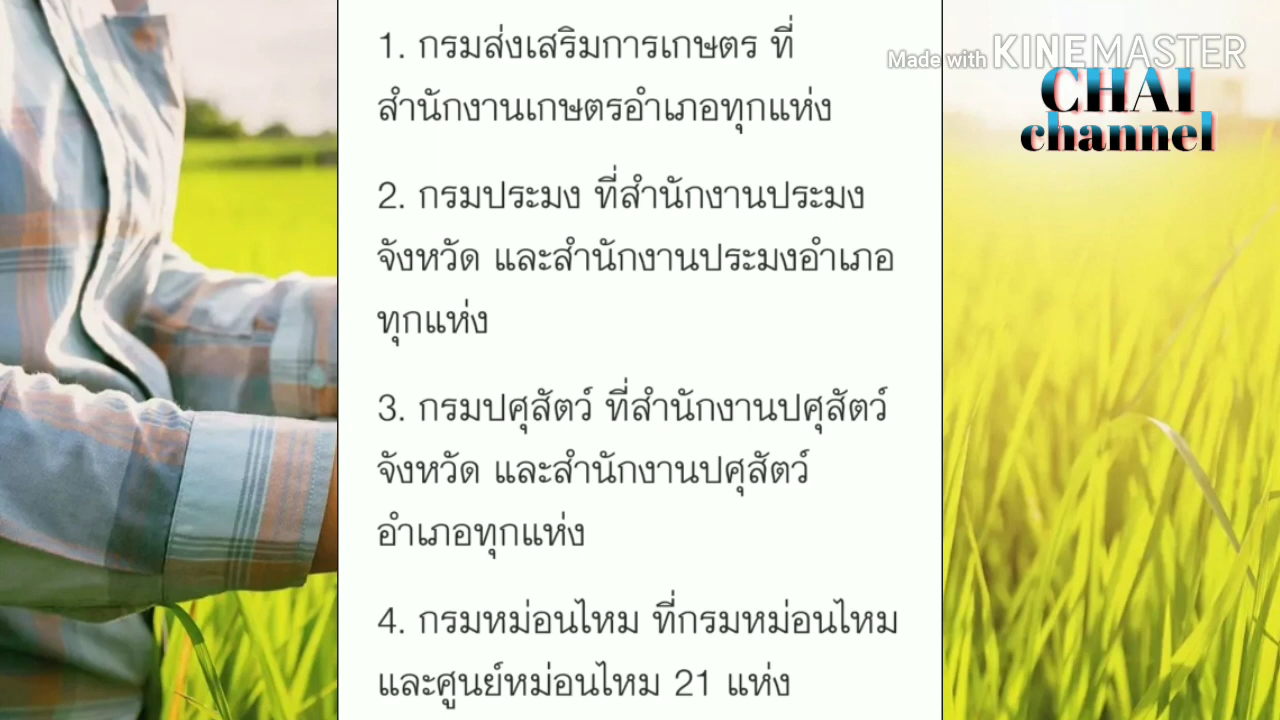 1. กรมส่งเสริมการเกษตร ที่
สำนักงานเกษตรอำเภอทุกแห่ง
2. กรมประมง ที่สำนักงานประมง
จังหวัด และสำนักงานประมงอำเภอ
ทุกแห่ง
3. กรมปศุสัตว์ ที่สำนักงานปศุสัตว์
จังหวัด และสำนักงานปศุสัตว์
อำเภอทุกแห่ง
4. กรมหม่อนไหม ที่กรมหม่อนไหม
และศูนย์หม่อนไหม 21 แห่ง
Made with KINEMASTER
CHAI
channel